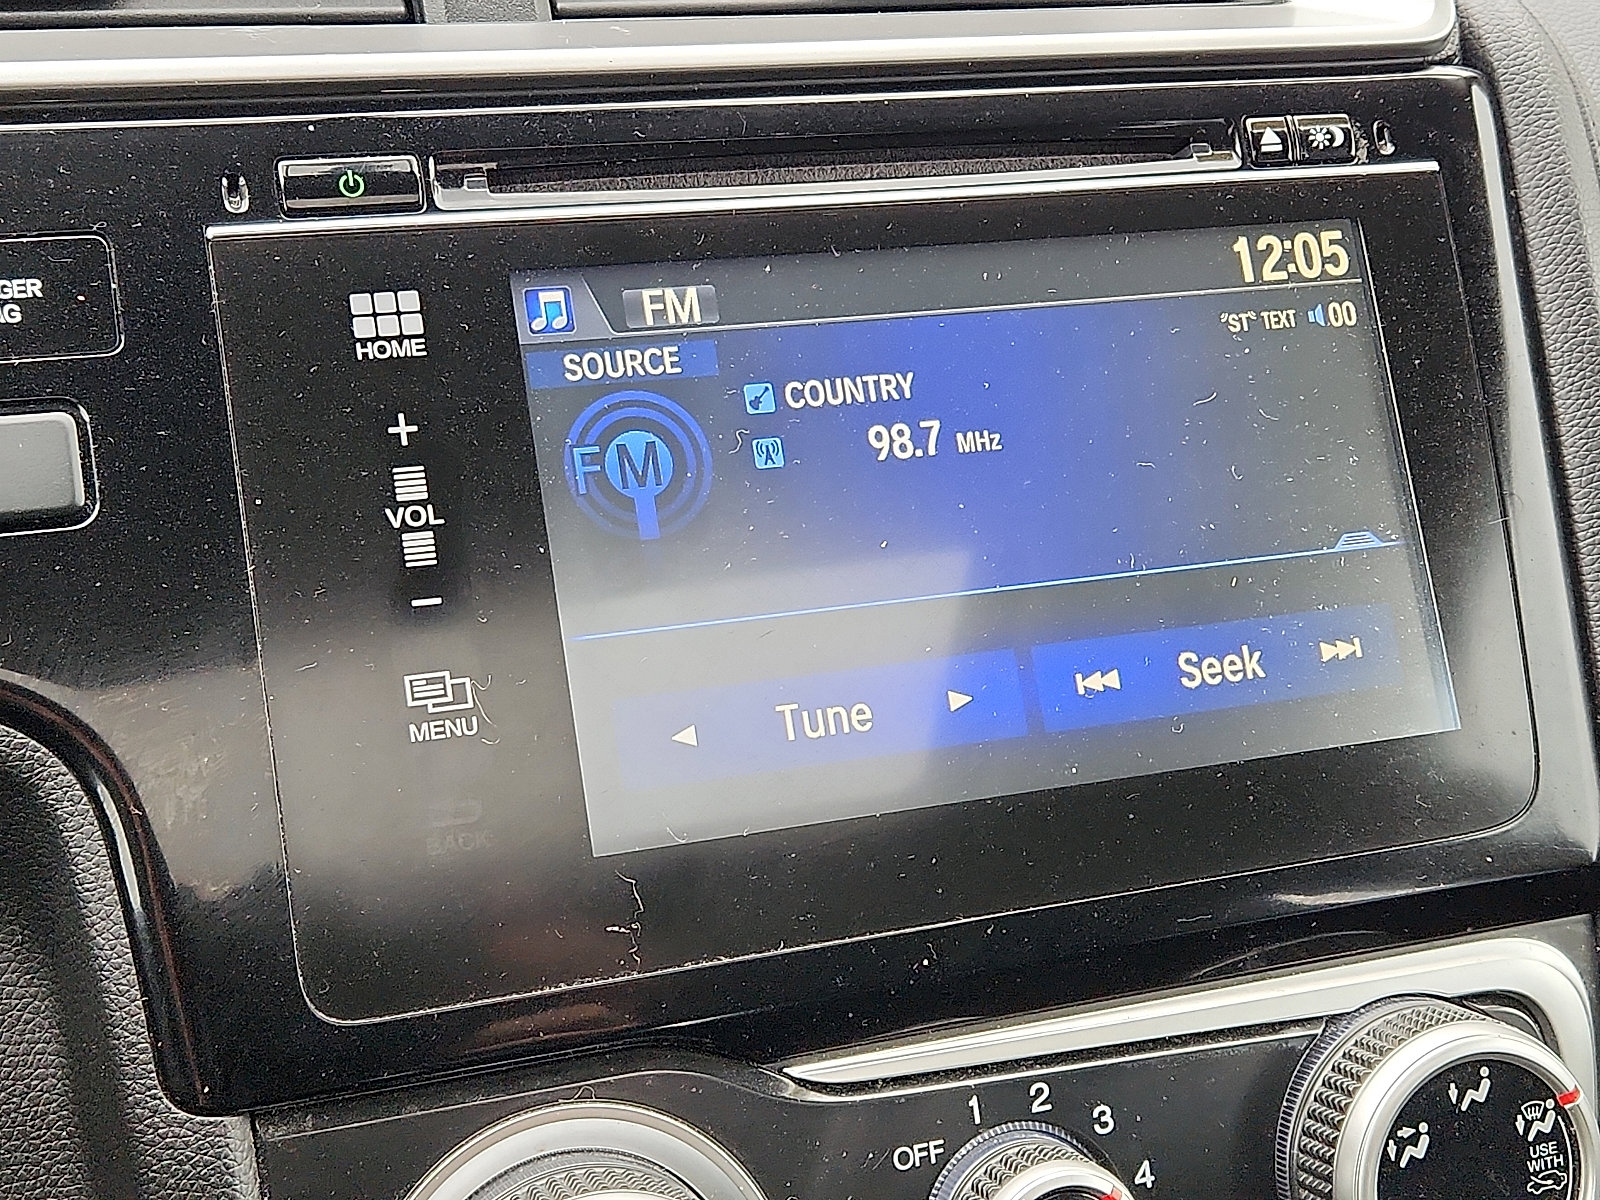 GER
AG
HOME
+
VOL
-
MENU
BACK
FM
12:05
"ST" TEXT 00
SOURCE
COUNTRY
FM
98.7 MHz
Tune
Seek
OFF
1
2
3
4
USE
WITH